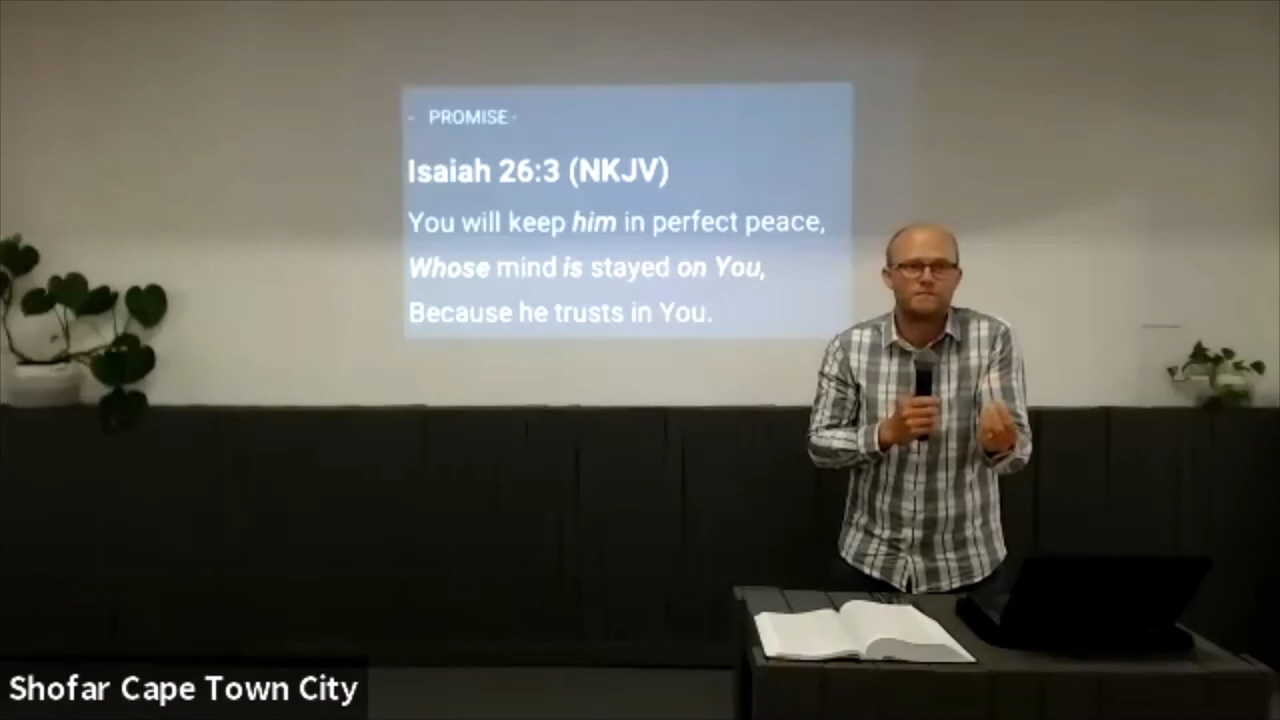 - PROMISE -
Isaiah 26:3 (NKJV)
You will keep him in perfect peace,
Whose mind is stayed on You,
Because he trusts in You.
Shofar Cape Town City